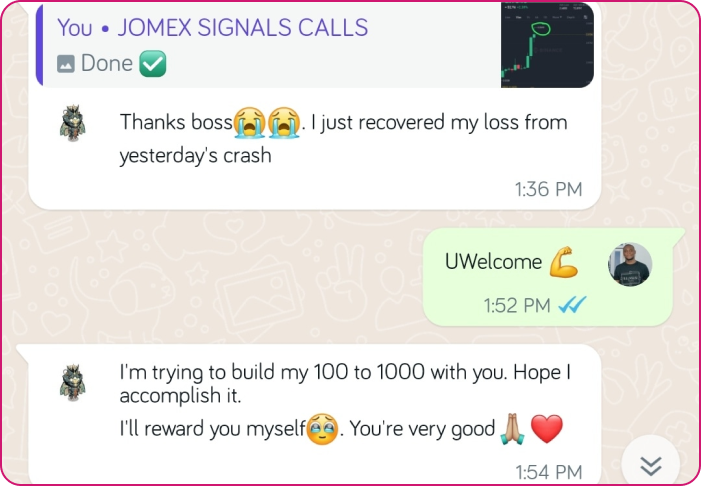 You • JOMEX SIGNALS CALLS
Done ✅
Thanks boss😭😭. I just recovered my loss from
yesterday's crash
1:36 PM
UWelcome 💪
1:52 PM
I'm trying to build my 100 to 1000 with you. Hope I
accomplish it.
I'll reward you myself🥹. You're very good 🙏🏽❤️
1:54 PM